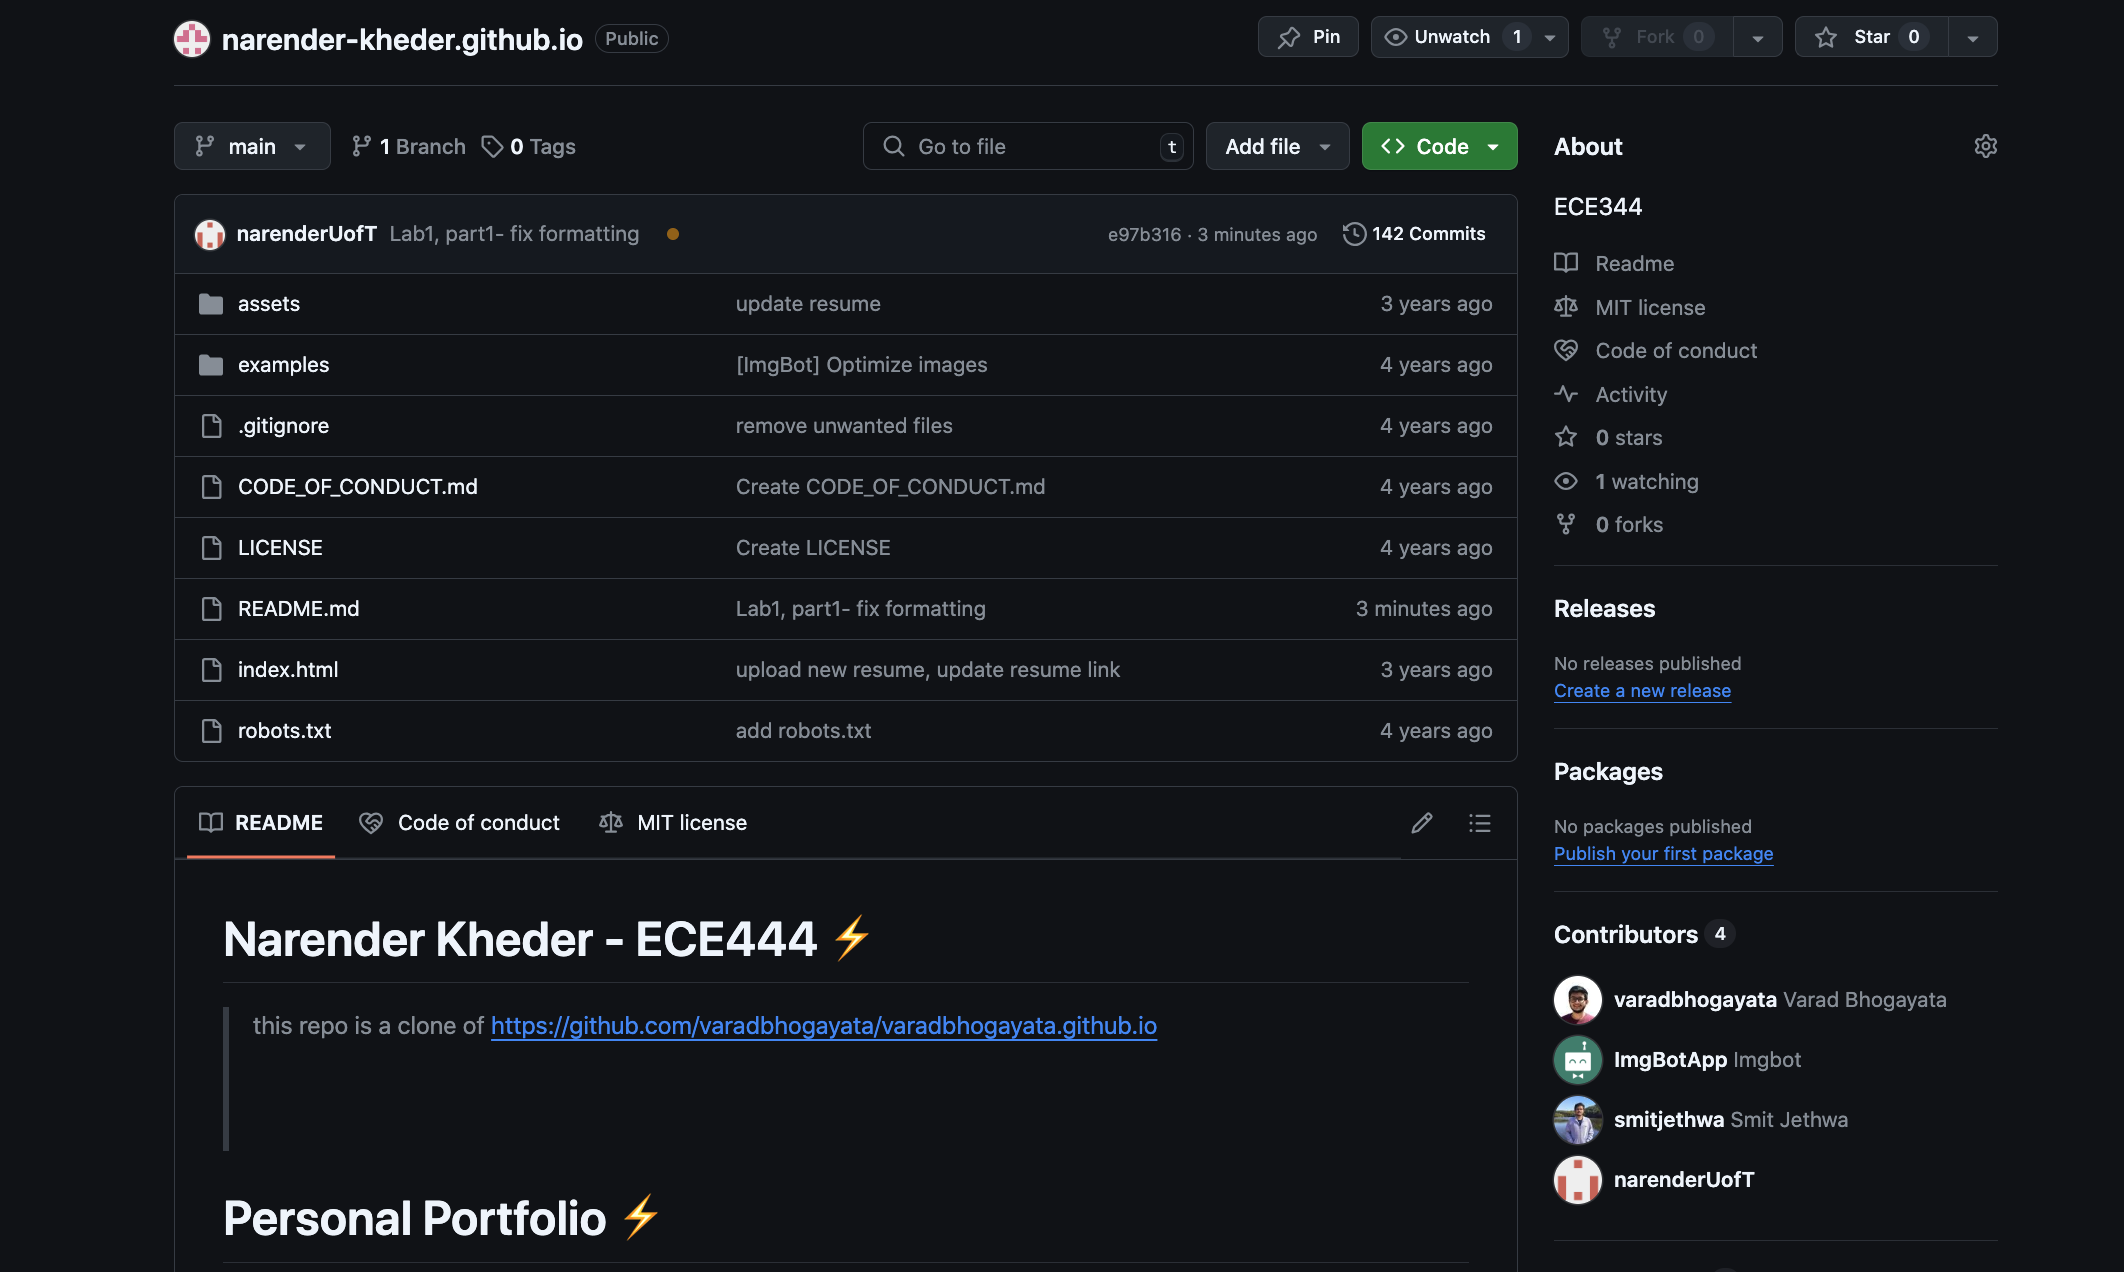 narender-kheder.github.io Public Pin Unwatch 1 Fork 0 Star 0
main 1 Branch 0 Tags Go to file t Add file Code
narenderUofT Lab1, part1- fix formatting e97b316 · 3 minutes ago 142 Commits
assets update resume 3 years ago
examples [ImgBot] Optimize images 4 years ago
.gitignore remove unwanted files 4 years ago
CODE_OF_CONDUCT.md Create CODE_OF_CONDUCT.md 4 years ago
LICENSE Create LICENSE 4 years ago
README.md Lab1, part1- fix formatting 3 minutes ago
index.html upload new resume, update resume link 3 years ago
robots.txt add robots.txt 4 years ago
README Code of conduct MIT license
Narender Kheder - ECE444 ⚡
this repo is a clone of https://github.com/varadbhogayata/varadbhogayata.github.io
Personal Portfolio ⚡
About
ECE344
Readme
MIT license
Code of conduct
Activity
0 stars
1 watching
0 forks
Releases
No releases published
Create a new release
Packages
No packages published
Publish your first package
Contributors 4
varadbhogayata Varad Bhogayata
ImgBotApp Imgbot
smitjethwa Smit Jethwa
narenderUofT